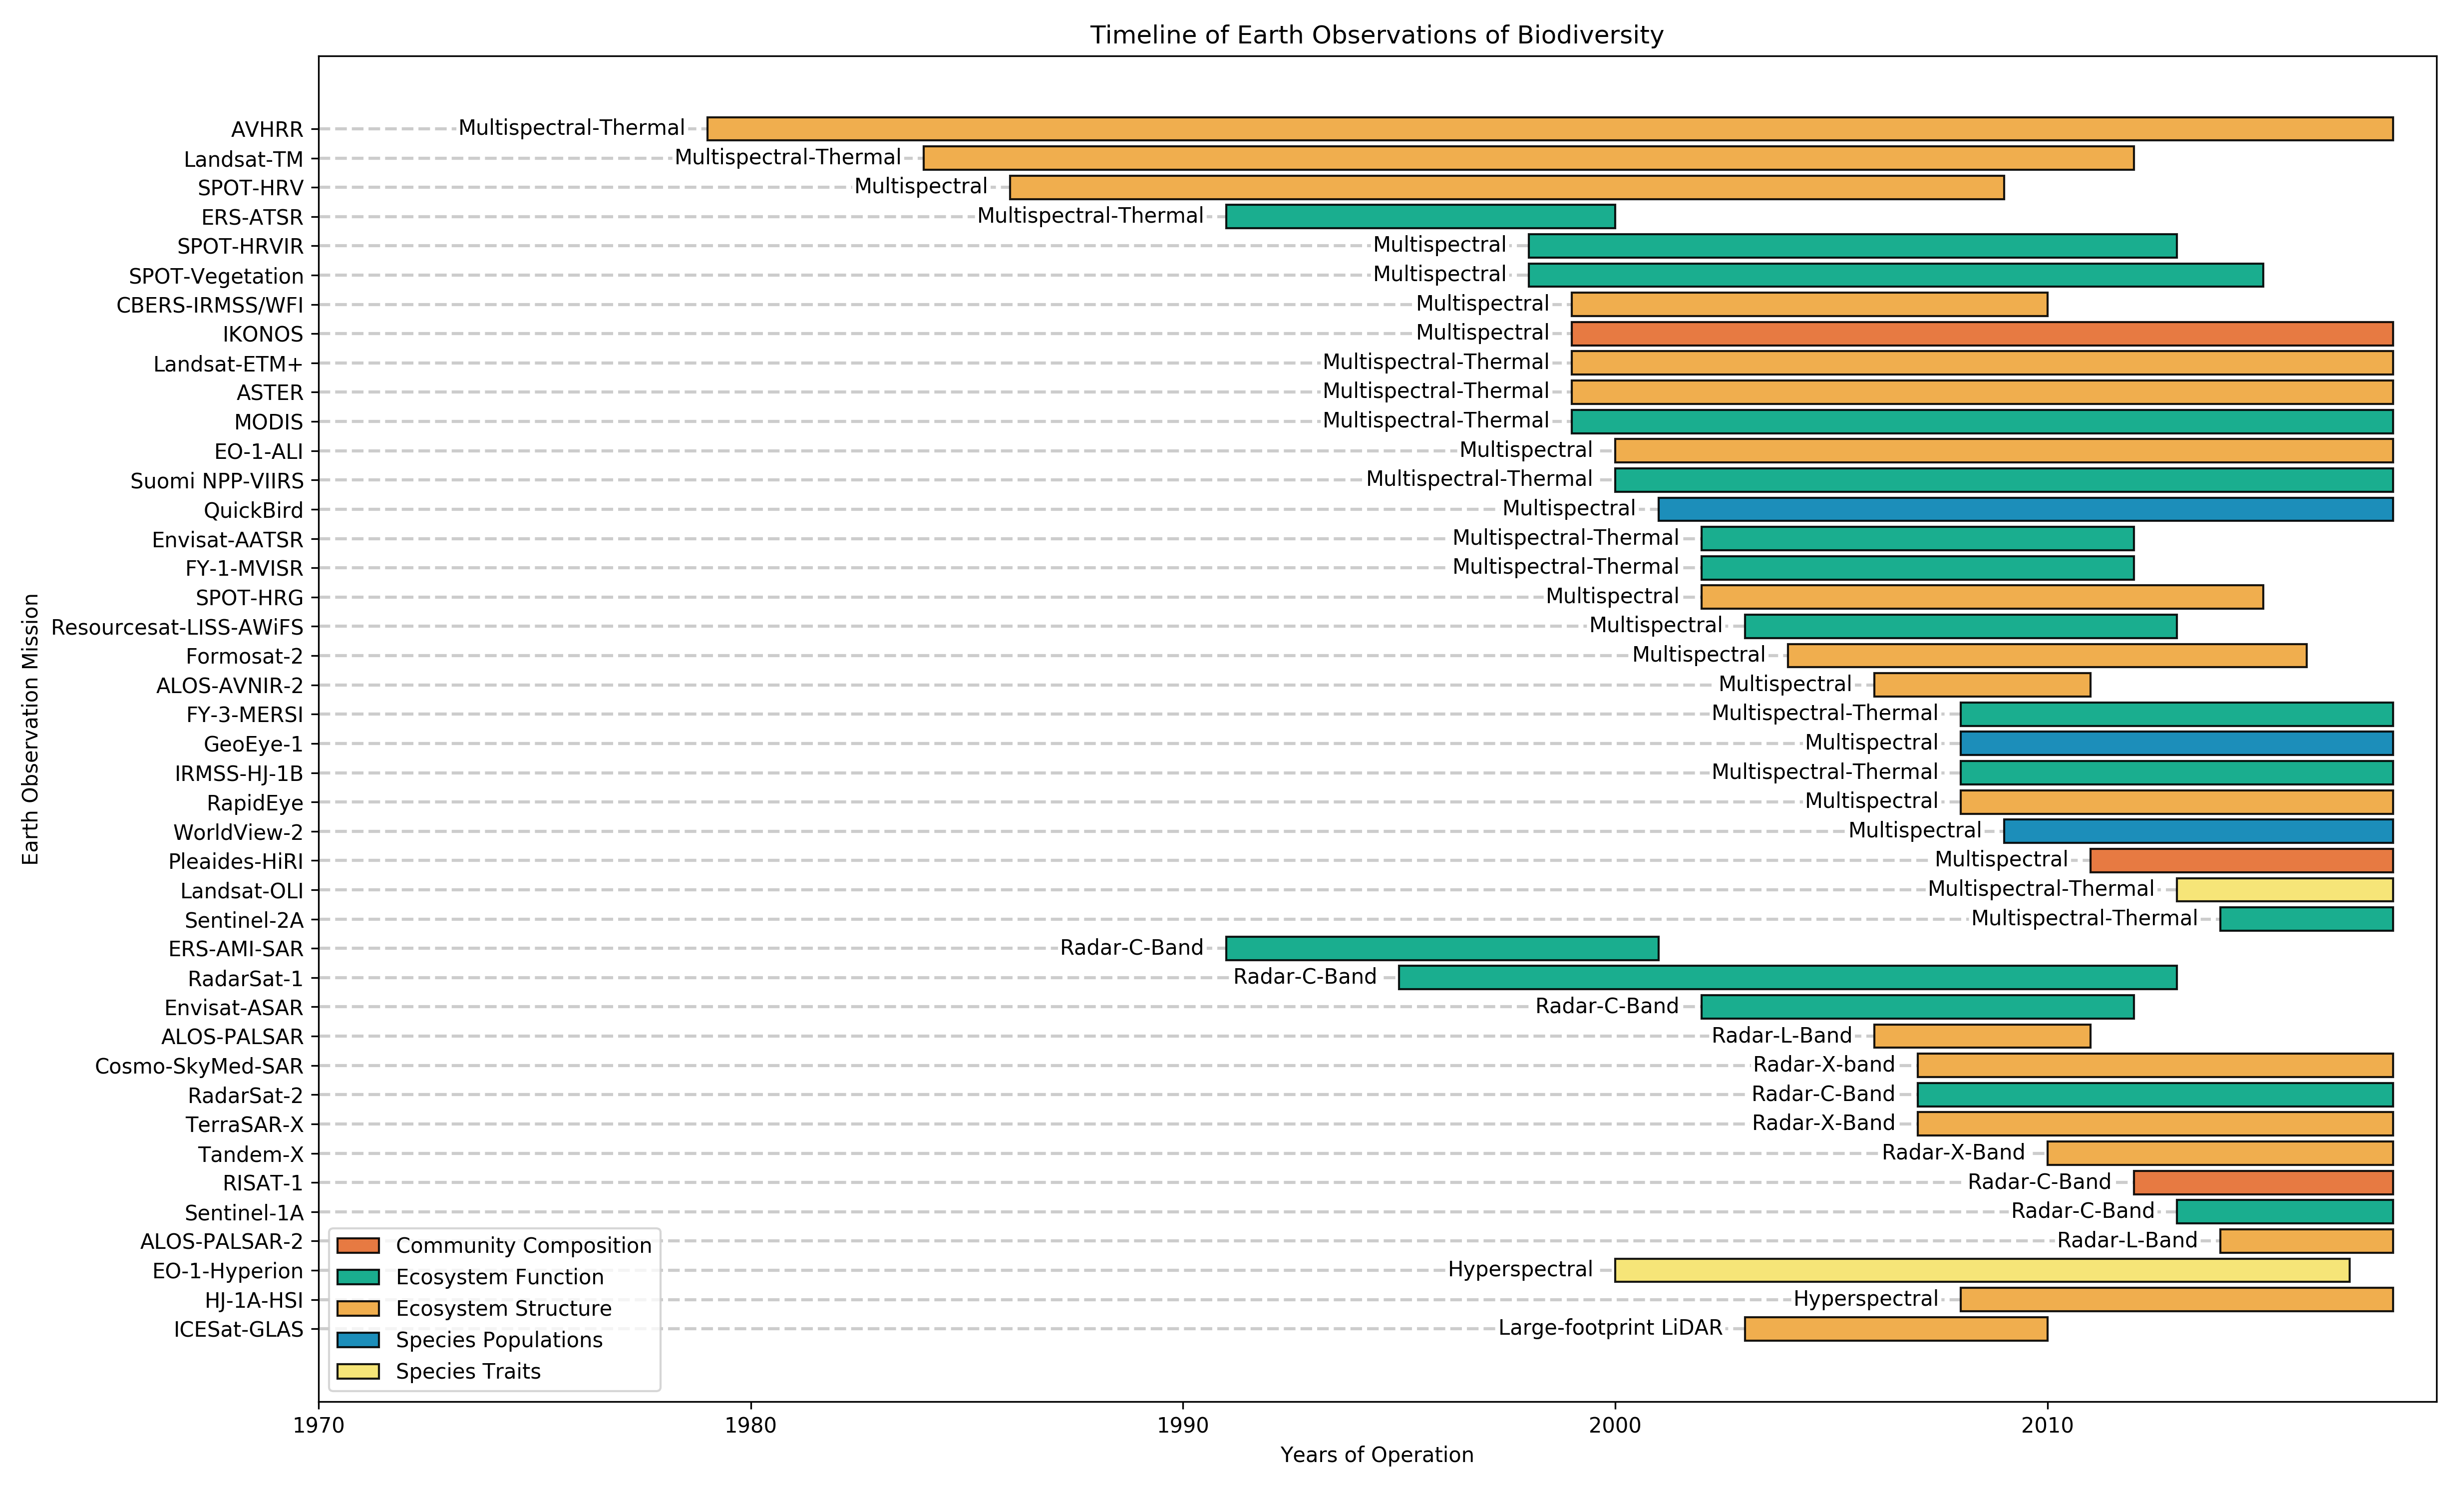 Timeline of Earth Observations of Biodiversity
Earth Observation Mission
AVHRR Multispectral-Thermal
Landsat-TM Multispectral-Thermal
SPOT-HRV Multispectral
ERS-ATSR Multispectral-Thermal
SPOT-HRVIR Multispectral
SPOT-Vegetation Multispectral
CBERS-IRMSS/WFI Multispectral
IKONOS Multispectral
Landsat-ETM+ Multispectral-Thermal
ASTER Multispectral-Thermal
MODIS Multispectral-Thermal
EO-1-ALI Multispectral
Suomi NPP-VIIRS Multispectral-Thermal
QuickBird Multispectral
Envisat-AATSR Multispectral-Thermal
FY-1-MVISR Multispectral-Thermal
SPOT-HRG Multispectral
Resourcesat-LISS-AWiFS Multispectral
Formosat-2 Multispectral
ALOS-AVNIR-2 Multispectral
FY-3-MERSI Multispectral-Thermal
GeoEye-1 Multispectral
IRMSS-HJ-1B Multispectral-Thermal
RapidEye Multispectral
WorldView-2 Multispectral
Pleaides-HiRI Multispectral
Landsat-OLI Multispectral-Thermal
Sentinel-2A Multispectral-Thermal
ERS-AMI-SAR Radar-C-Band
RadarSat-1 Radar-C-Band
Envisat-ASAR Radar-C-Band
ALOS-PALSAR Radar-L-Band
Cosmo-SkyMed-SAR Radar-X-band
RadarSat-2 Radar-C-Band
TerraSAR-X Radar-X-Band
Tandem-X Radar-X-Band
RISAT-1 Radar-C-Band
Sentinel-1A Radar-C-Band
ALOS-PALSAR-2 Radar-L-Band
EO-1-Hyperion Hyperspectral
HJ-1A-HSI Hyperspectral
ICESat-GLAS Large-footprint LiDAR
Community Composition
Ecosystem Function
Ecosystem Structure
Species Populations
Species Traits
1970 1980 1990 2000 2010
Years of Operation